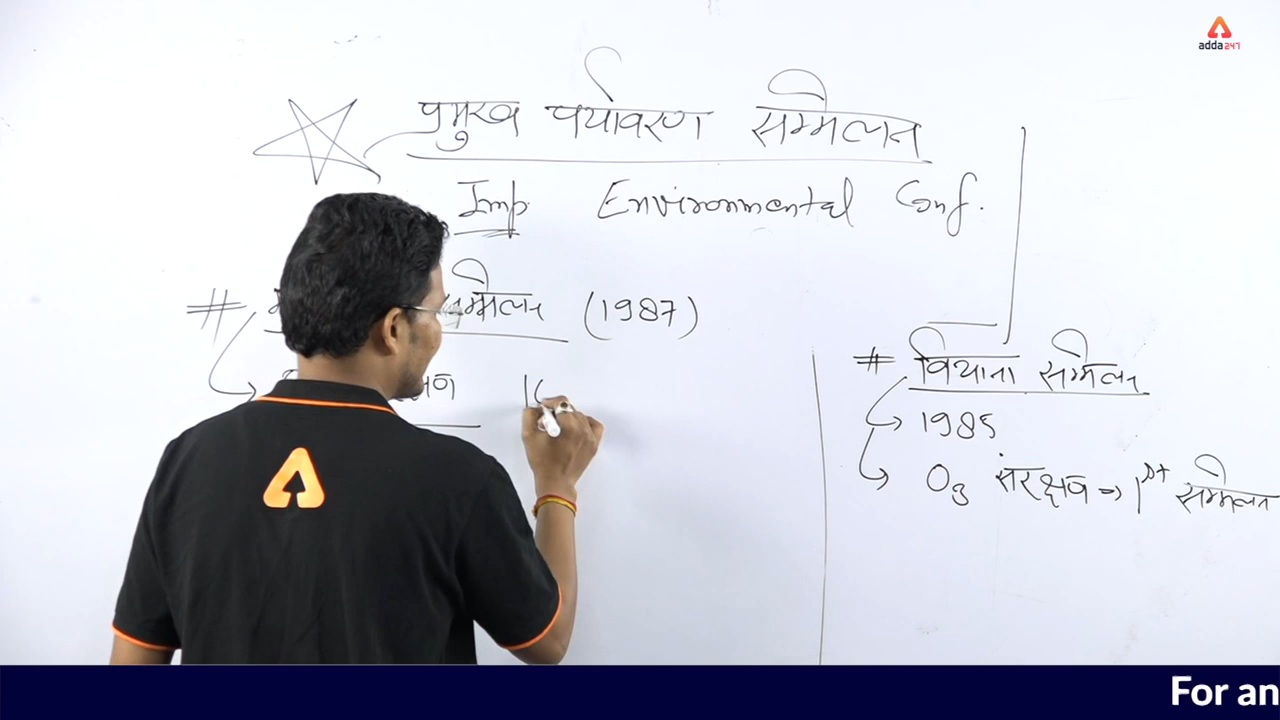 adda247
प्रमुख पर्यावरण सम्मिलन
Imp. Environmental Conf.
# सम्मिलन (1987)
# वियाना सम्मिलन
1985
O3 संरक्षण => 1st सम्मिलन
For an